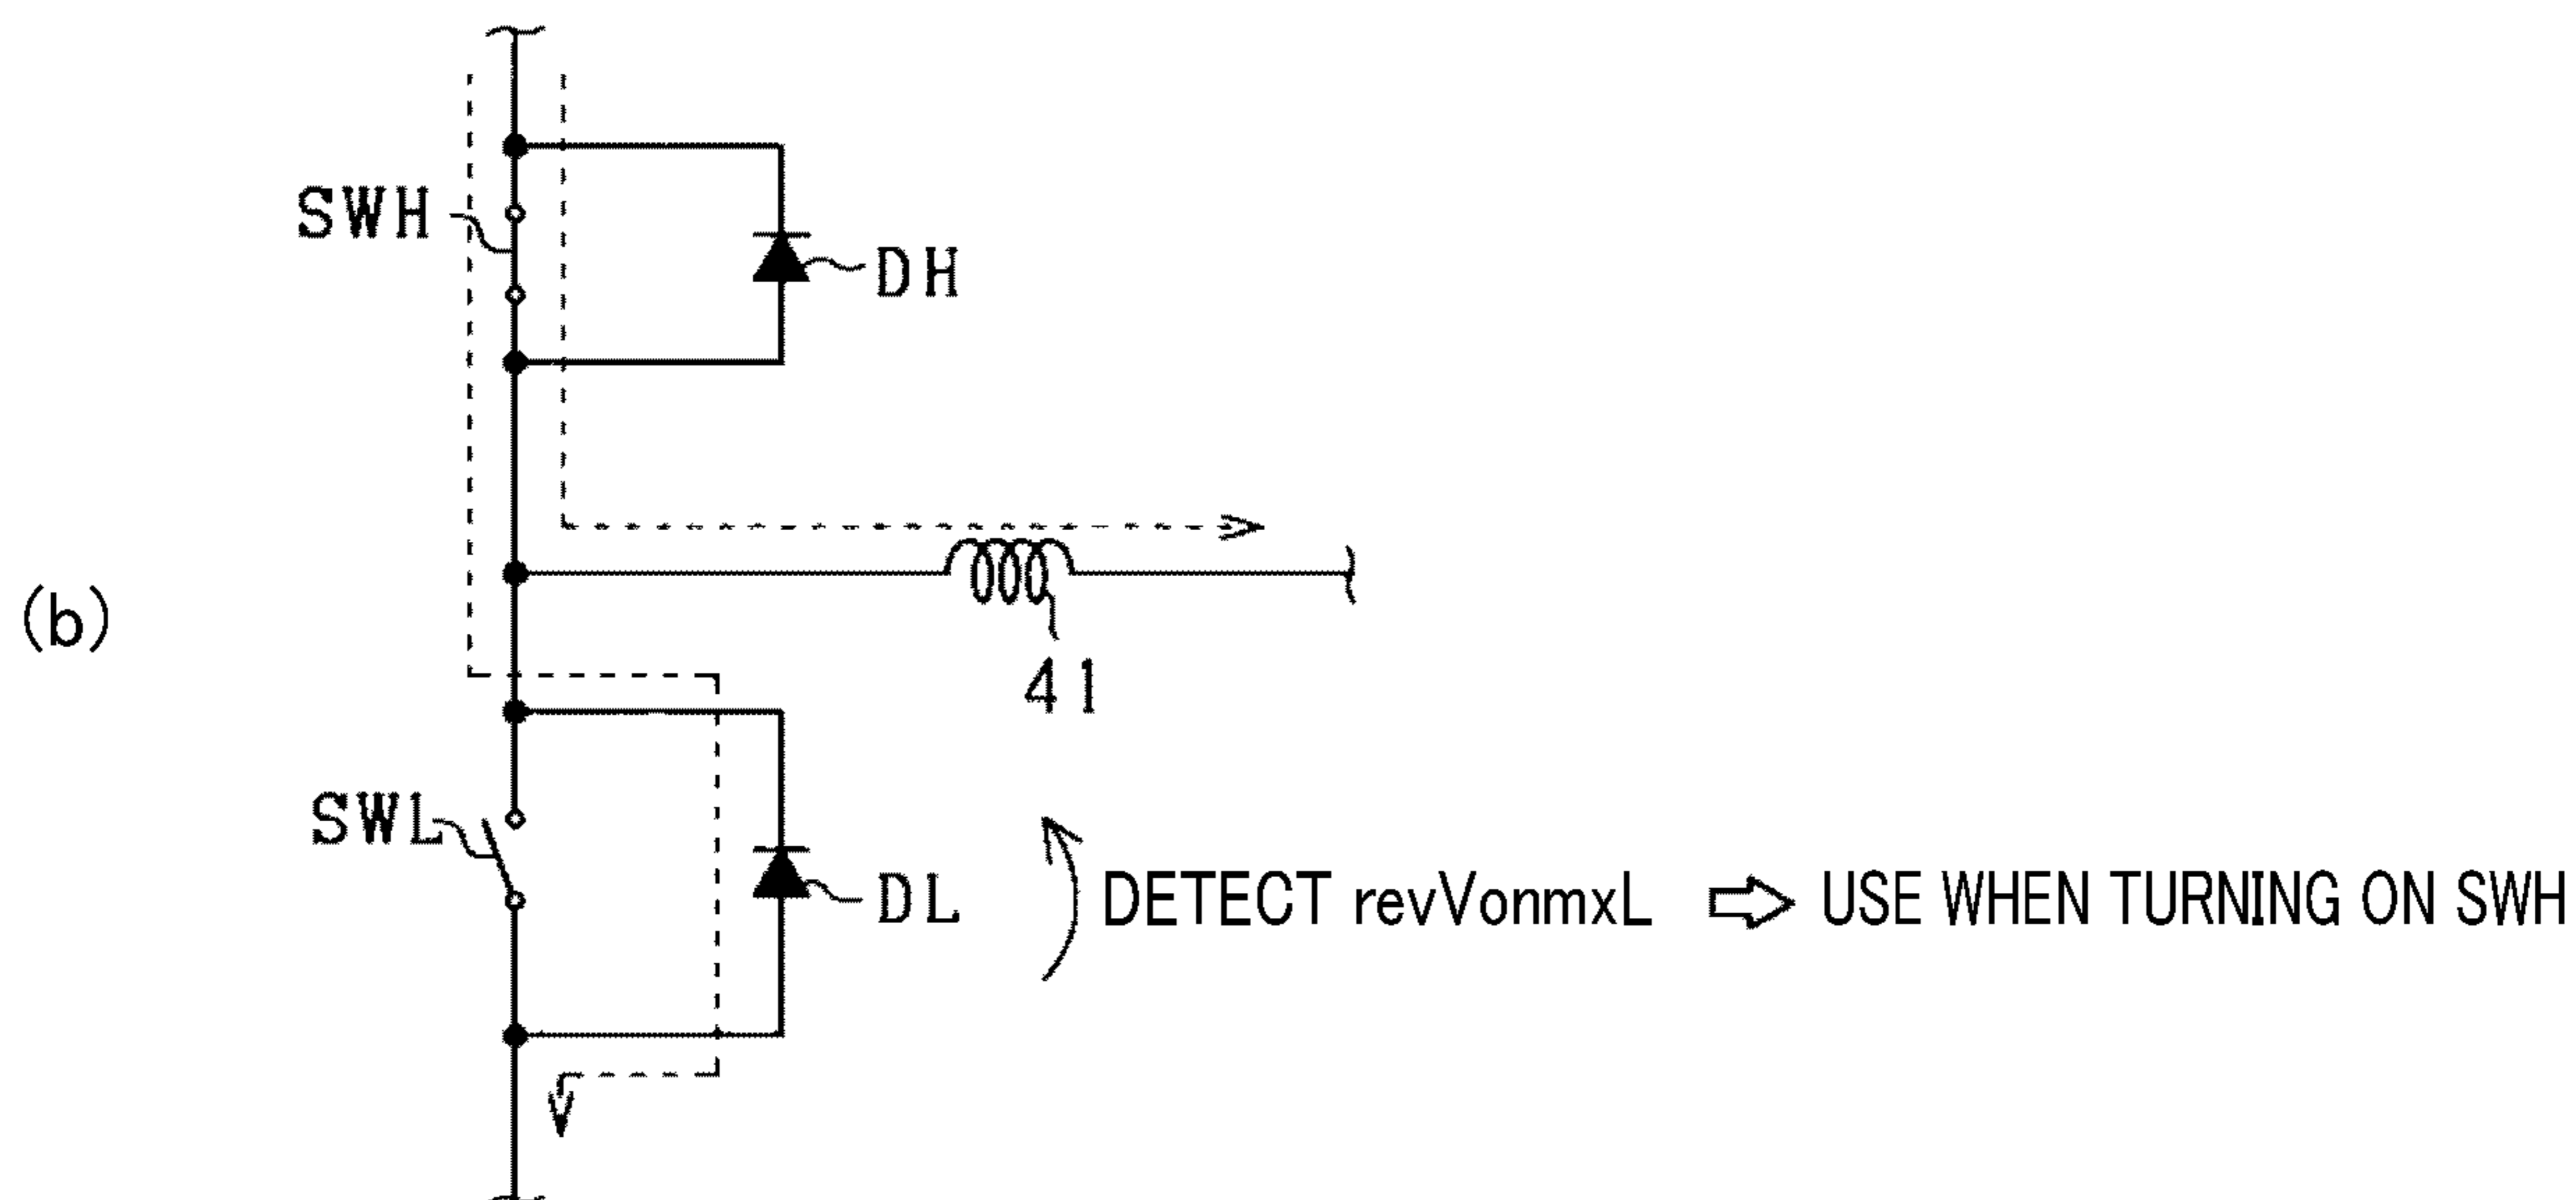 SWH
DH
(b)
41
SWL
DL
DETECT revVonmxL ⇨ USE WHEN TURNING ON SWH